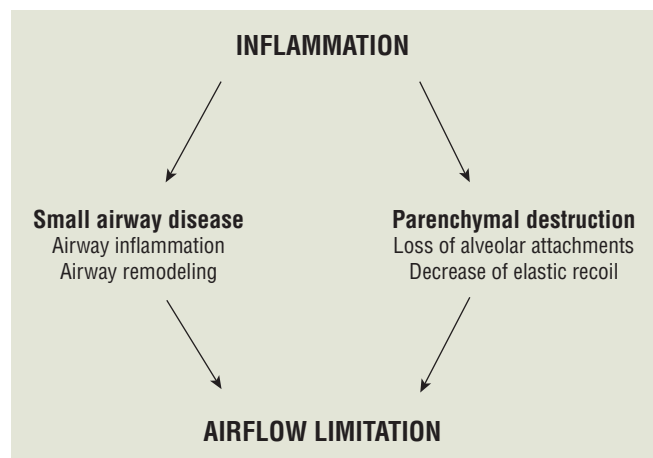 INFLAMMATION
Small airway disease
Airway inflammation
Airway remodeling
Parenchymal destruction
Loss of alveolar attachments
Decrease of elastic recoil
AIRFLOW LIMITATION